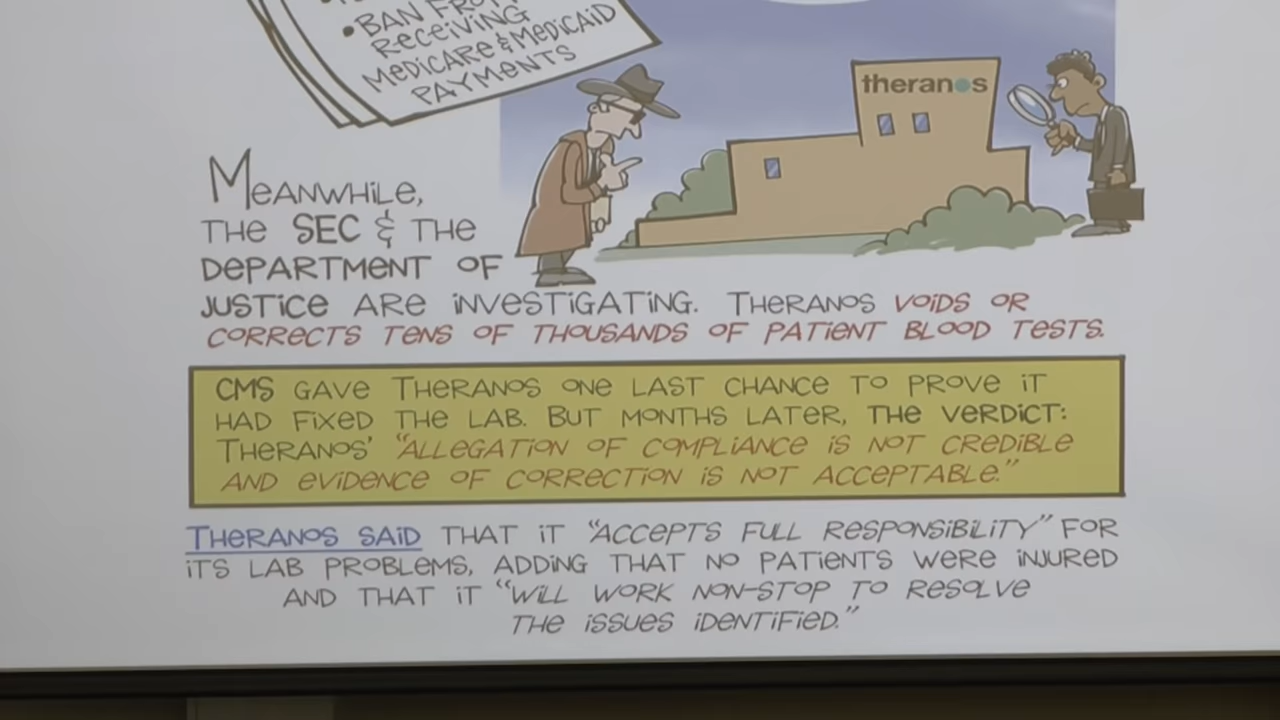 • BAN FROM
RECEIVING
MEDICARE & MEDICAID
PAYMENTS
theranos
MEANWHILE,
THE SEC & THE
DEPARTMENT OF
JUSTICE ARE INVESTIGATING. THERANOS VOIDS OR
CORRECTS TENS OF THOUSANDS OF PATIENT BLOOD TESTS.
CMS GAVE THERANOS ONE LAST CHANCE TO PROVE IT
HAD FIXED THE LAB. BUT MONTHS LATER, THE VERDICT:
THERANOS' "ALLEGATION OF COMPLIANCE IS NOT CREDIBLE
AND EVIDENCE OF CORRECTION IS NOT ACCEPTABLE."
THERANOS SAID THAT IT "ACCEPTS FULL RESPONSIBILITY" FOR
ITS LAB PROBLEMS, ADDING THAT NO PATIENTS WERE INJURED
AND THAT IT "WILL WORK NON-STOP TO RESOLVE
THE ISSUES IDENTIFIED."